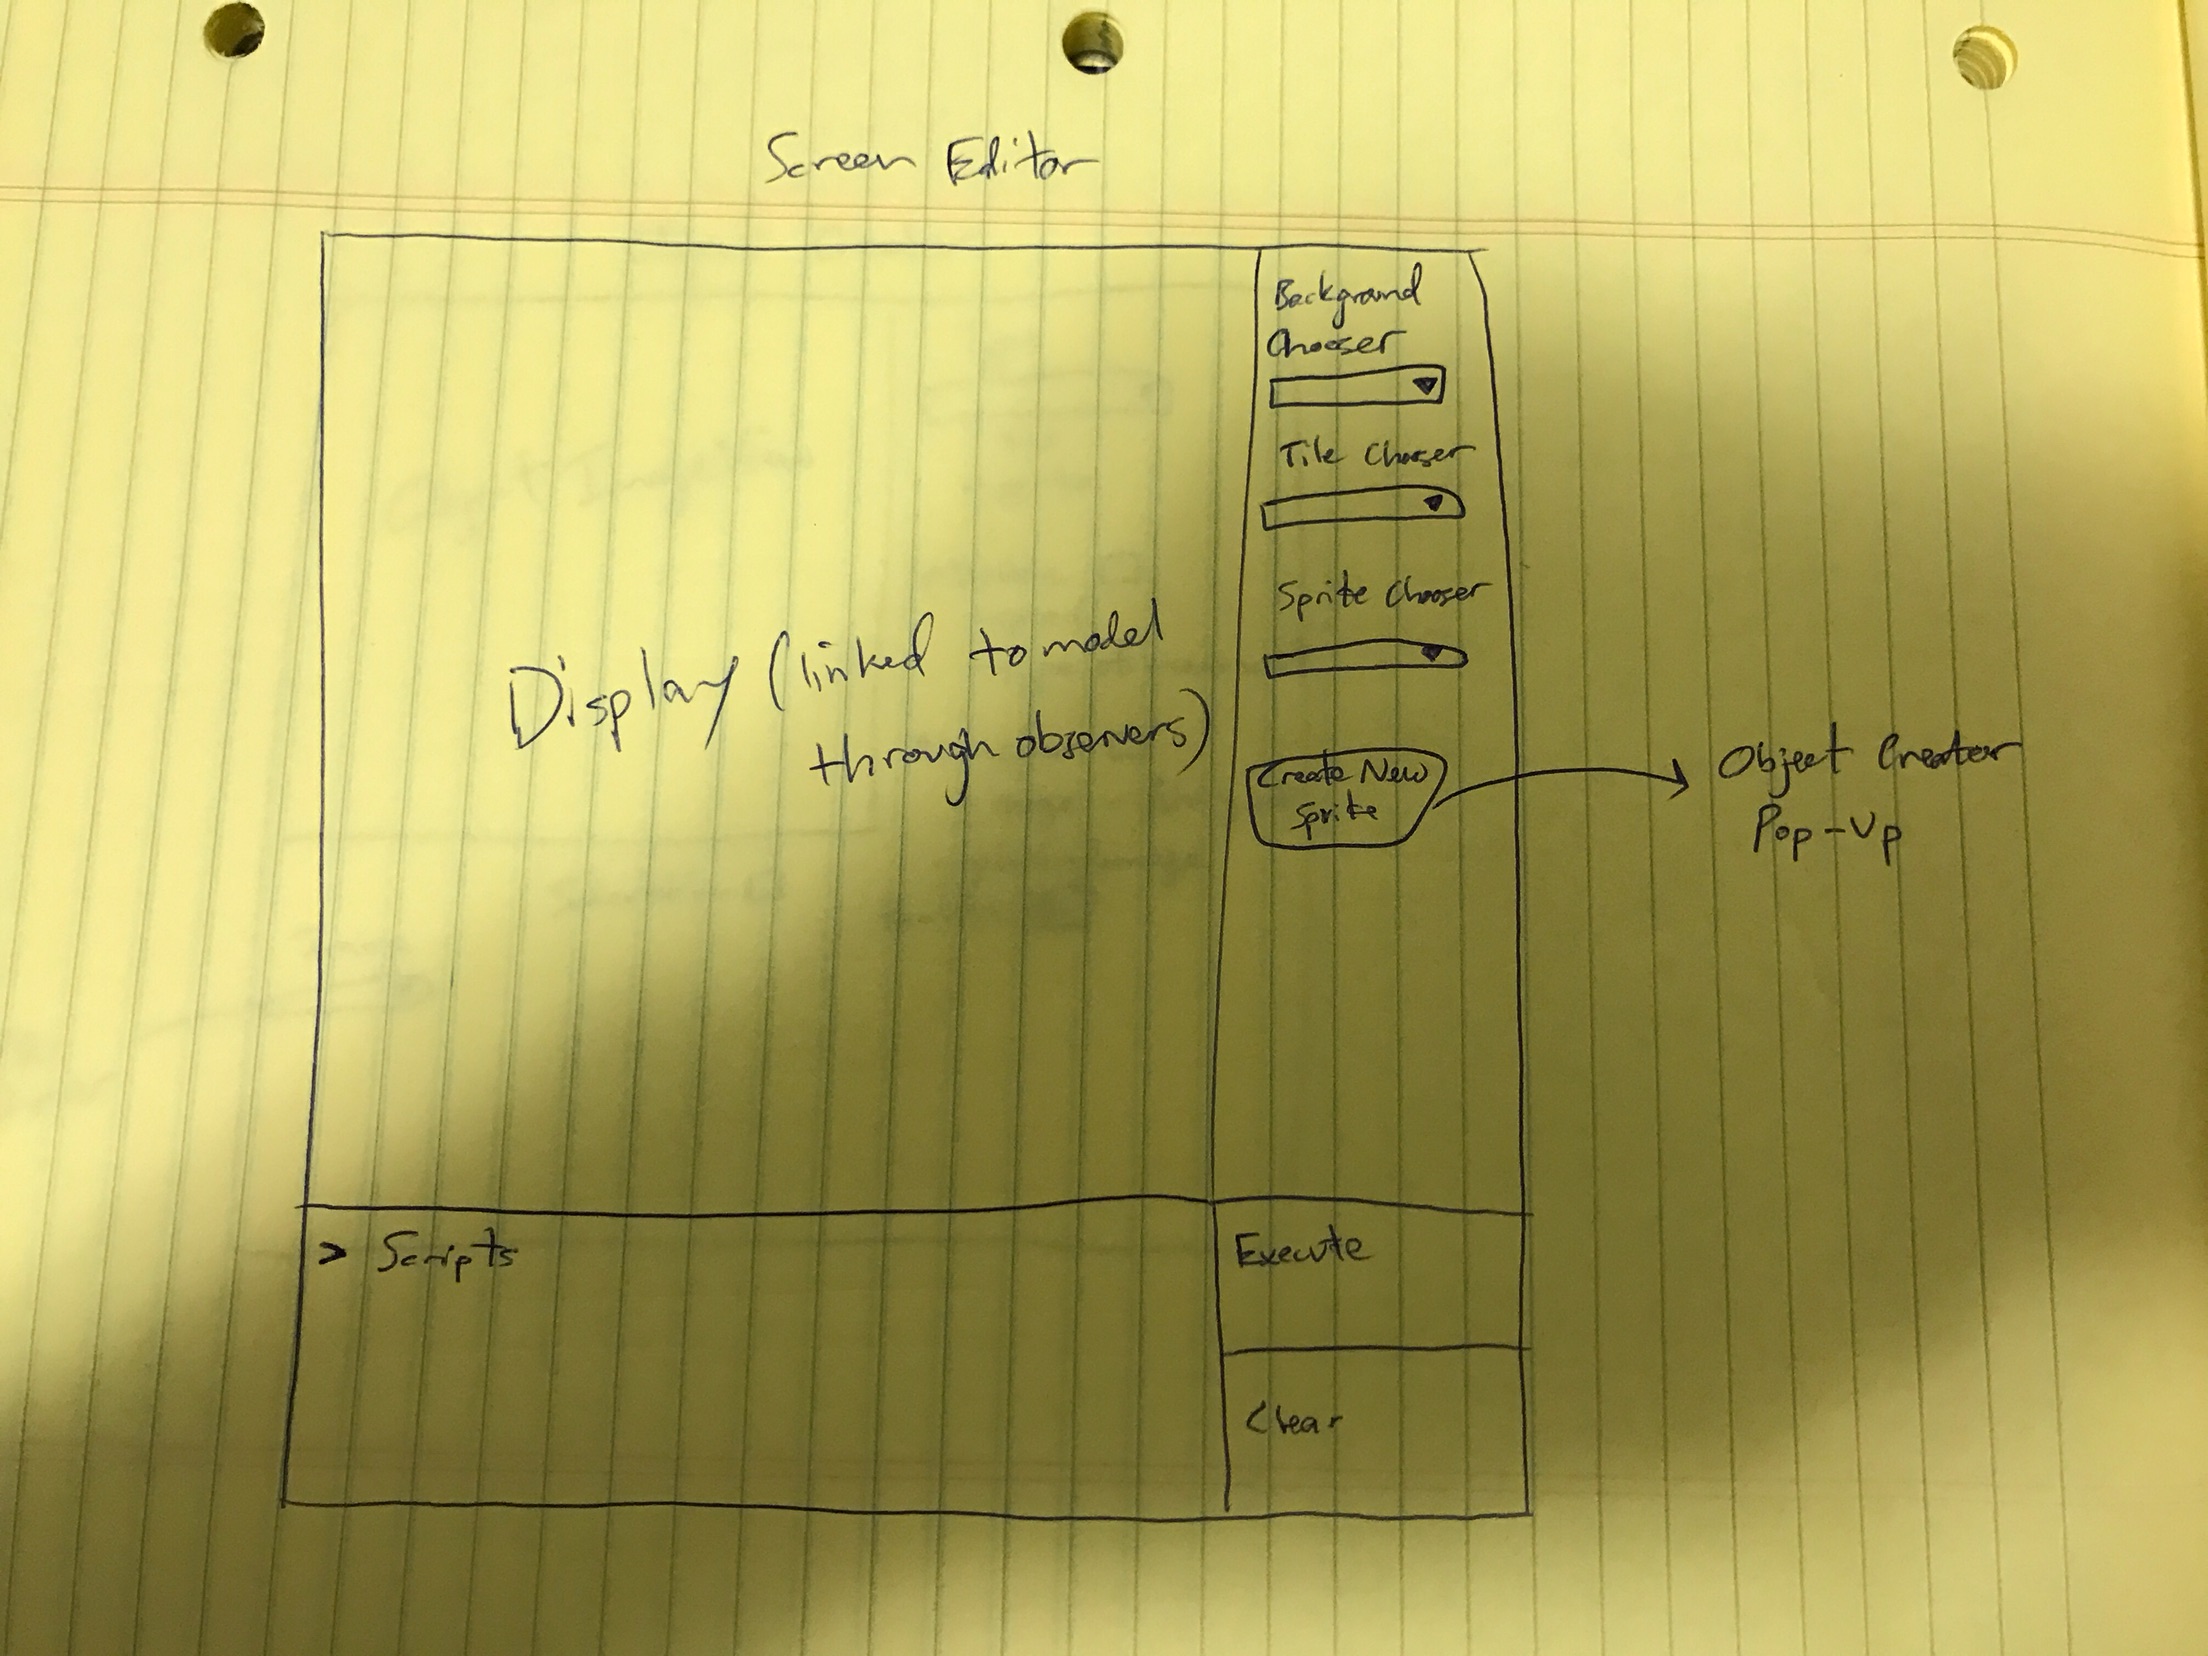 Screen Editor
Background
Chooser
Tile Chooser
Sprite Chooser
Display (linked to model
through observers)
Create New
Sprite
Object Creator
Pop-Up
> Scripts
Execute
Clear